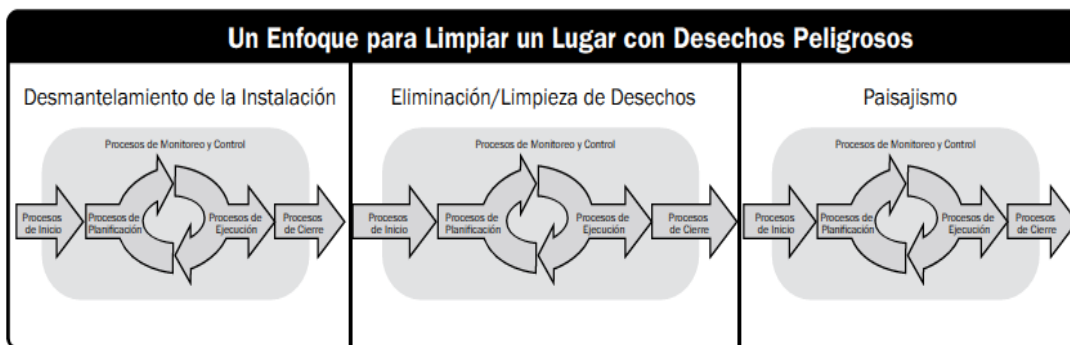 Un Enfoque para Limpiar un Lugar con Desechos Peligrosos
Desmantelamiento de la Instalación
Procesos de Monitoreo y Control
Procesos
de Inicio
Procesos de
Planificación
Procesos de
Ejecución
Procesos
de Cierre
Eliminación/Limpieza de Desechos
Procesos de Monitoreo y Control
Procesos
de Inicio
Procesos de
Planificación
Procesos de
Ejecución
Procesos
de Cierre
Paisajismo
Procesos de Monitoreo y Control
Procesos
de Inicio
Procesos de
Planificación
Procesos de
Ejecución
Procesos
de Cierre